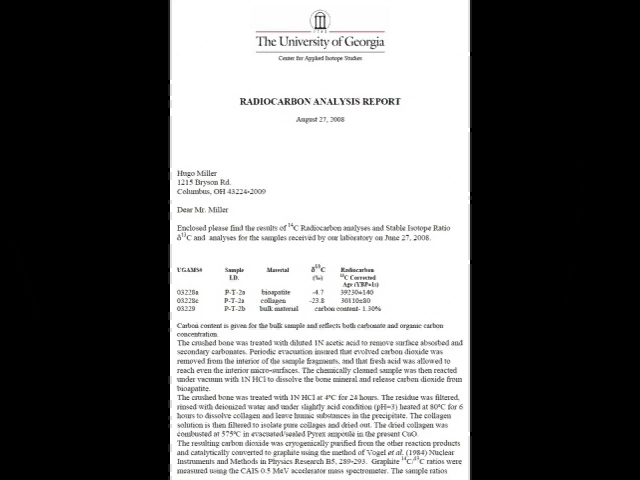 1785
The University of Georgia
Center for Applied Isotope Studies
RADIOCARBON ANALYSIS REPORT
August 27, 2008
Hugo Miller
1215 Bryson Rd.
Columbus, OH 43224-2009
Dear Mr. Miller
Enclosed please find the results of ¹⁴C Radiocarbon analyses and Stable Isotope Ratio
δ¹³C and analyses for the samples received by our laboratory on June 27, 2008.
UGAMS# Sample I.D. Material δ¹³C (‰) Radiocarbon ¹⁴C Corrected Age (YBP±1s)
03228a P-T-2a bioapatite -4.7 39230±140
03228c P-T-2a collagen -23.8 30110±80
03229 P-T-2b bulk material carbon content- 1.30%
Carbon content is given for the bulk sample and reflects both carbonate and organic carbon
concentration.
The crushed bone was treated with diluted 1N acetic acid to remove surface absorbed and
secondary carbonates. Periodic evacuation insured that evolved carbon dioxide was
removed from the interior of the sample fragments, and that fresh acid was allowed to
reach even the interior micro-surfaces. The chemically cleaned sample was then reacted
under vacuum with 1N HCl to dissolve the bone mineral and release carbon dioxide from
bioapatite.
The crushed bone was treated with 1N HCl at 4ºC for 24 hours. The residue was filtered,
rinsed with deionized water and under slightly acid condition (pH=3) heated at 80ºC for 6
hours to dissolve collagen and leave humic substances in the precipitate. The collagen
solution is then filtered to isolate pure collagen and dried out. The dried collagen was
combusted at 575ºC in evacuated/sealed Pyrex ampoule in the present CuO.
The resulting carbon dioxide was cryogenically purified from the other reaction products
and catalytically converted to graphite using the method of Vogel et al. (1984) Nuclear
Instruments and Methods in Physics Research B5, 289-293. Graphite ¹⁴C/¹³C ratios were
measured using the CAIS 0.5 MeV accelerator mass spectrometer. The sample ratios